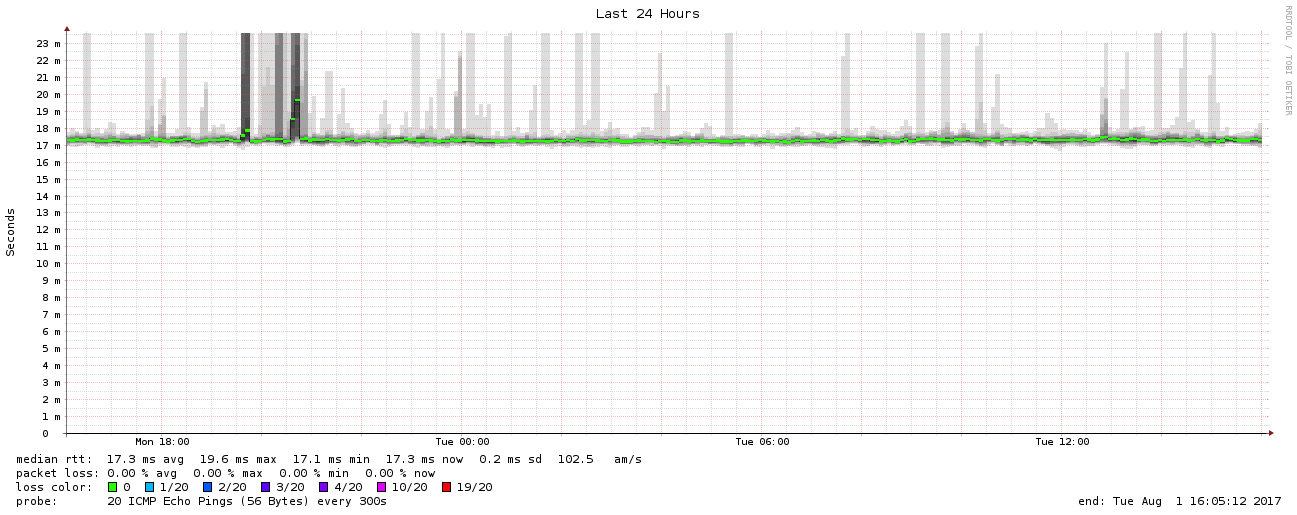 Last 24 Hours
RRDTOOL / TOBI OETIKER
Seconds
23 m
22 m
21 m
20 m
19 m
18 m
17 m
16 m
15 m
14 m
13 m
12 m
11 m
10 m
9 m
8 m
7 m
6 m
5 m
4 m
3 m
2 m
1 m
0
Mon 18:00 Tue 00:00 Tue 06:00 Tue 12:00
median rtt: 17.3 ms avg 19.6 ms max 17.1 ms min 17.3 ms now 0.2 ms sd 102.5 am/s
packet loss: 0.00 % avg 0.00 % max 0.00 % min 0.00 % now
loss color: 0 1/20 2/20 3/20 4/20 10/20 19/20
probe: 20 ICMP Echo Pings (56 Bytes) every 300s end: Tue Aug 1 16:05:12 2017